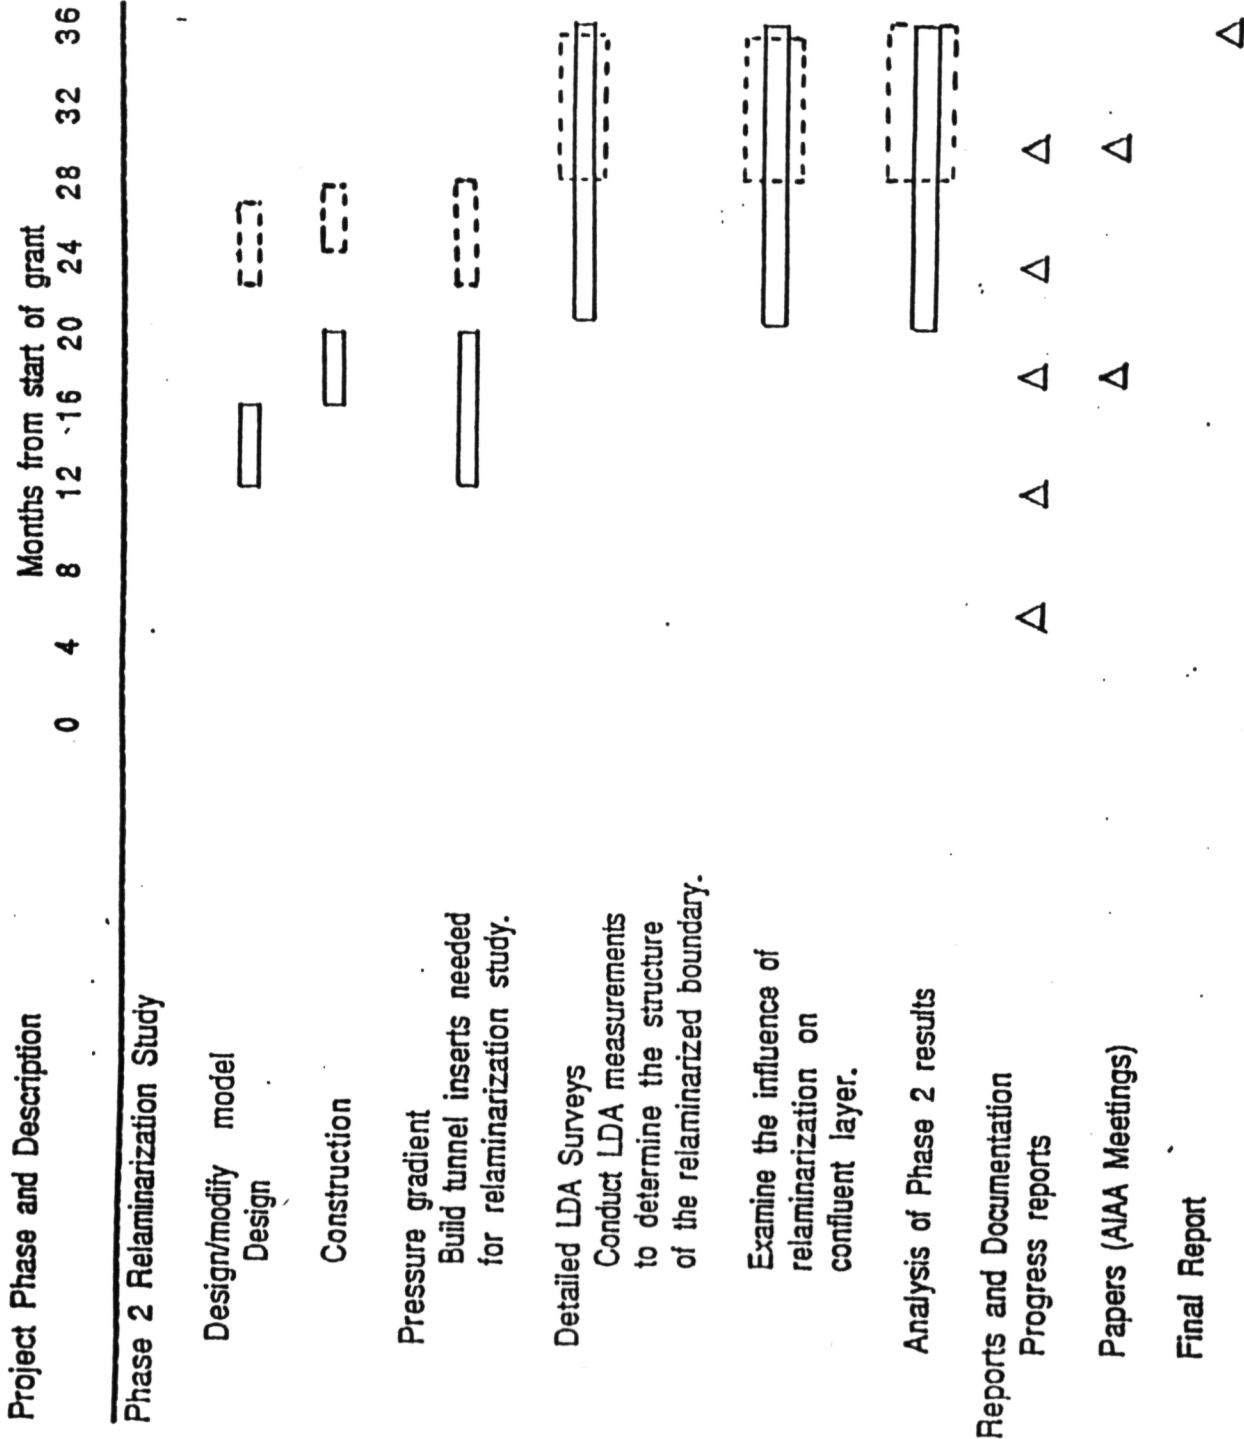 Project Phase and Description
Months from start of grant
0 4 8 12 16 20 24 28 32 36
Phase 2 Relaminarization Study
Design/modify model
Design
Construction
Pressure gradient
Build tunnel inserts needed
for relaminarization study.
Detailed LDA Surveys
Conduct LDA measurements
to determine the structure
of the relaminarized boundary.
Examine the influence of
relaminarization on
confluent layer.
Analysis of Phase 2 results
Reports and Documentation
Progress reports
Papers (AIAA Meetings)
Final Report